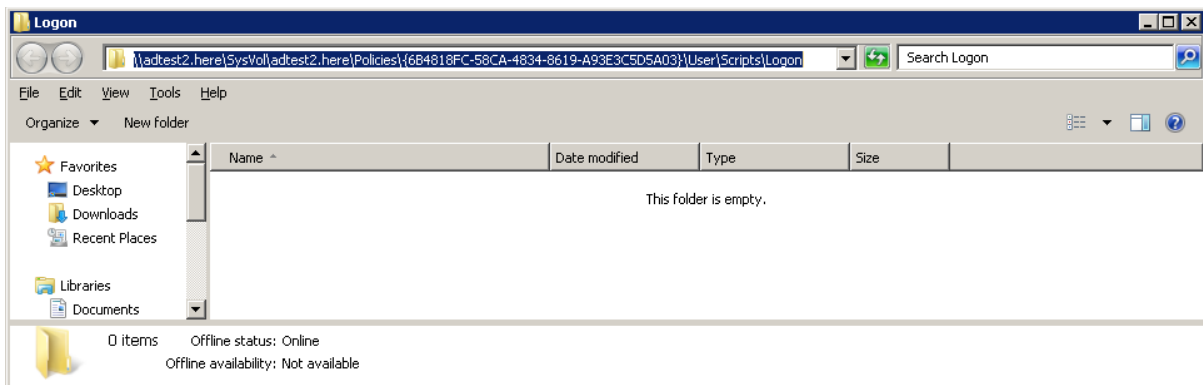 Logon
\\adtest2.here\SysVol\adtest2.here\Policies\{6B4818FC-58CA-4834-8619-A93E3C5D5A03}\User\Scripts\Logon
Search Logon
File Edit View Tools Help
Organize New folder
Favorites
Desktop
Downloads
Recent Places
Libraries
Documents
Name Date modified Type Size
This folder is empty.
0 items Offline status: Online
Offline availability: Not available